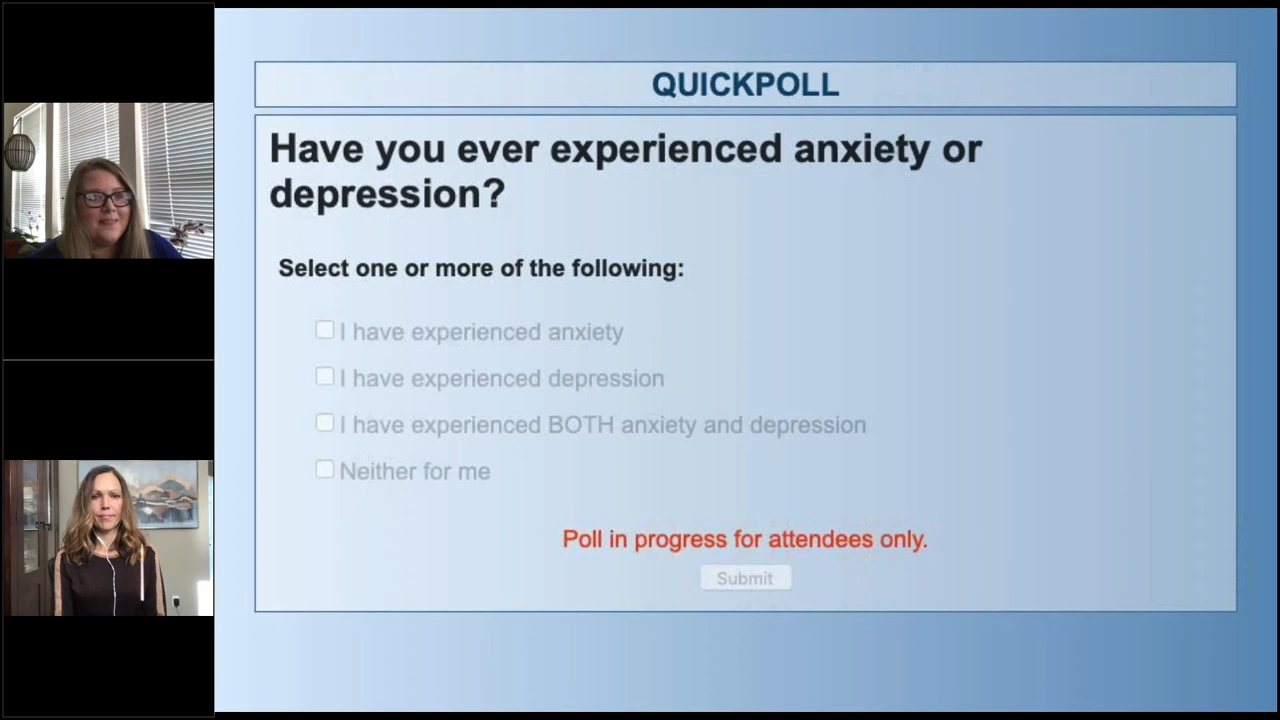 QUICKPOLL
Have you ever experienced anxiety or
depression?
Select one or more of the following:
I have experienced anxiety
I have experienced depression
I have experienced BOTH anxiety and depression
Neither for me
Poll in progress for attendees only.
Submit